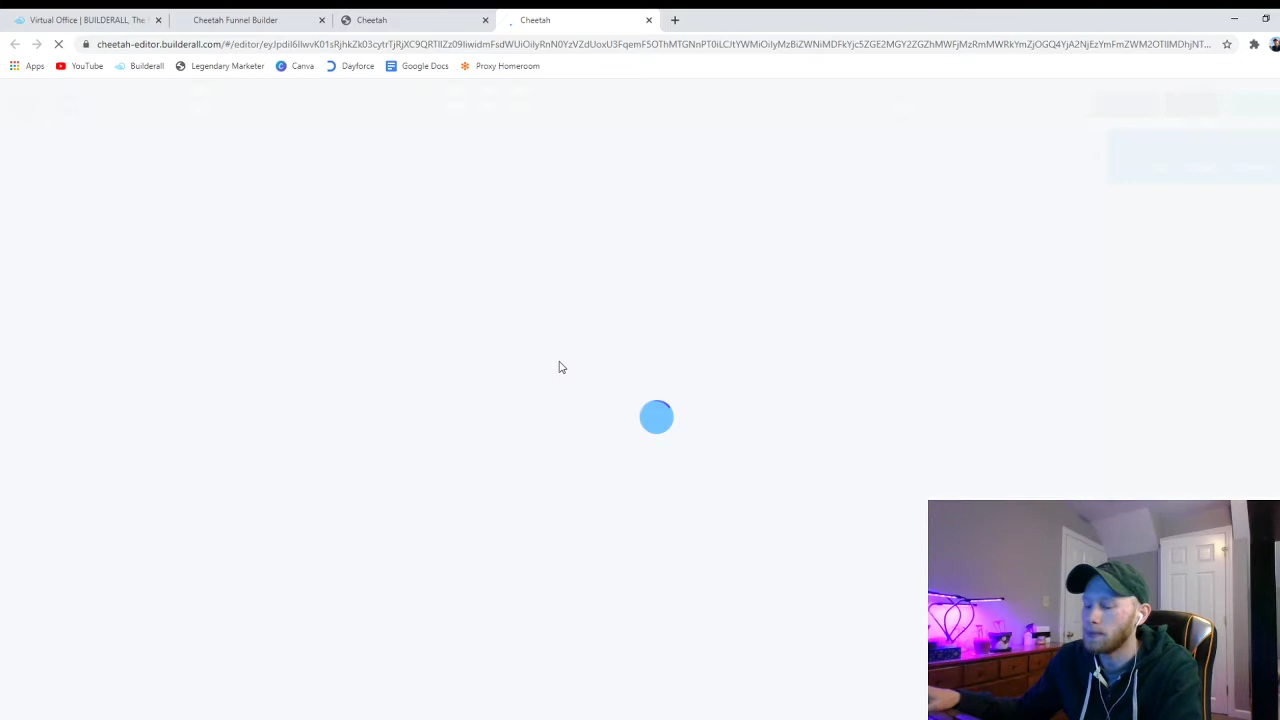 Virtual Office | BUILDERALL, The
Cheetah Funnel Builder
Cheetah
Cheetah
Apps
YouTube
Builderall
Legendary Marketer
Canva
Dayforce
Google Docs
Proxy Homeroom